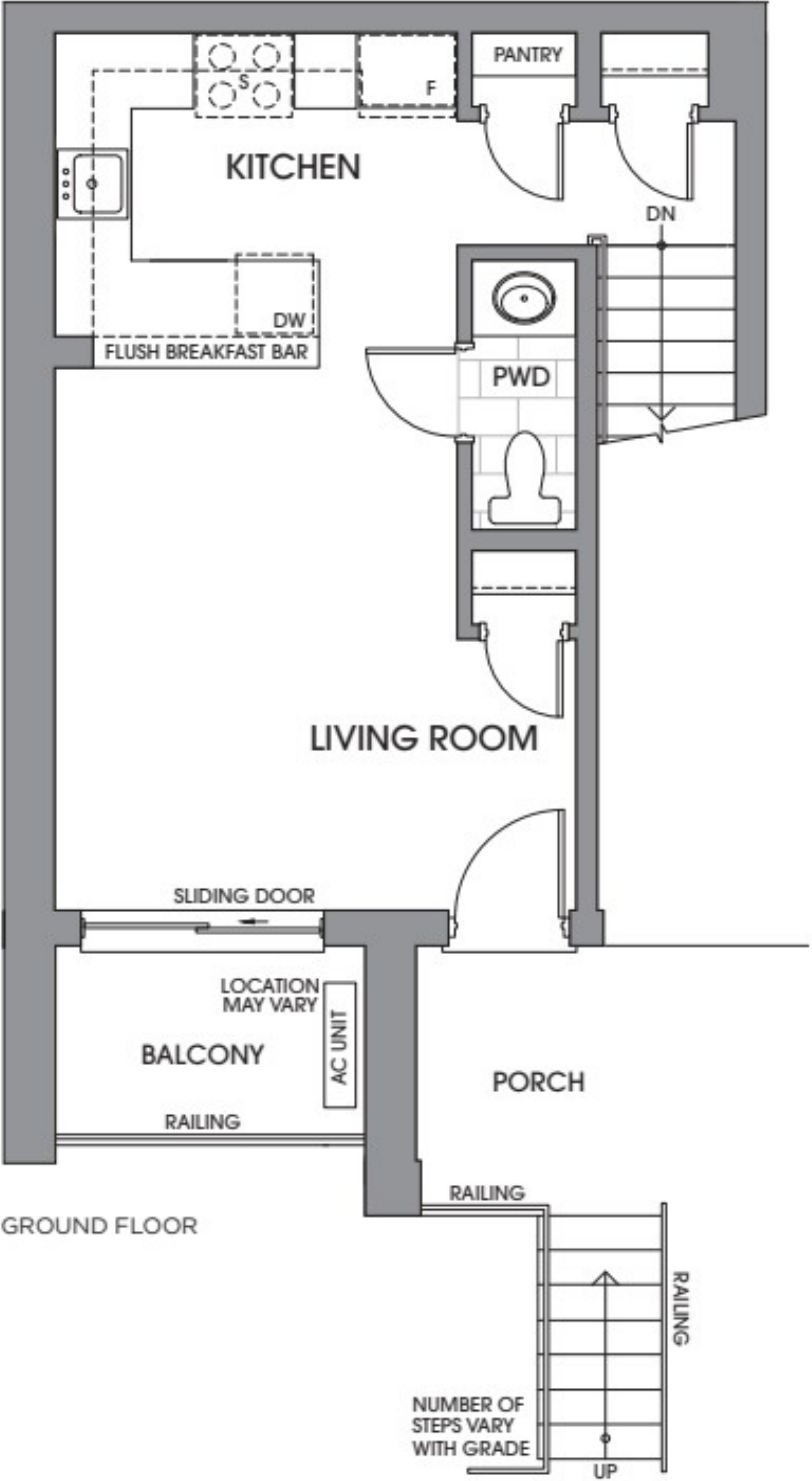 PANTRY
S
F
KITCHEN
DN
DW
FLUSH BREAKFAST BAR
PWD
LIVING ROOM
SLIDING DOOR
LOCATION
MAY VARY
AC UNIT
BALCONY
PORCH
RAILING
RAILING
GROUND FLOOR
RAILING
NUMBER OF
STEPS VARY
WITH GRADE
UP